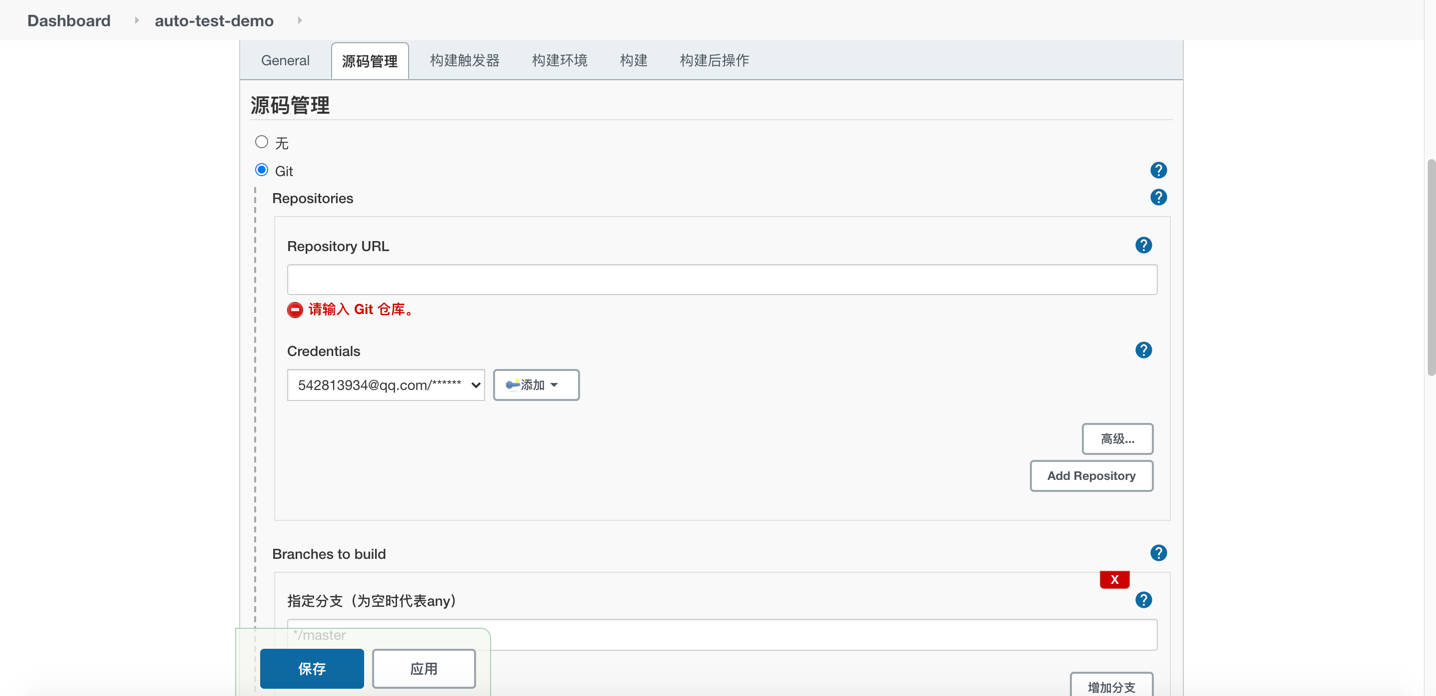 Dashboard auto-test-demo
General 源码管理 构建触发器 构建环境 构建 构建后操作
源码管理
无
Git
?
Repositories
?
Repository URL
?
请输入 Git 仓库。
Credentials
?
542813934@qq.com/****** 添加
高级...
Add Repository
Branches to build
?
X
指定分支（为空时代表any）
?
*/master
保存 应用
增加分支